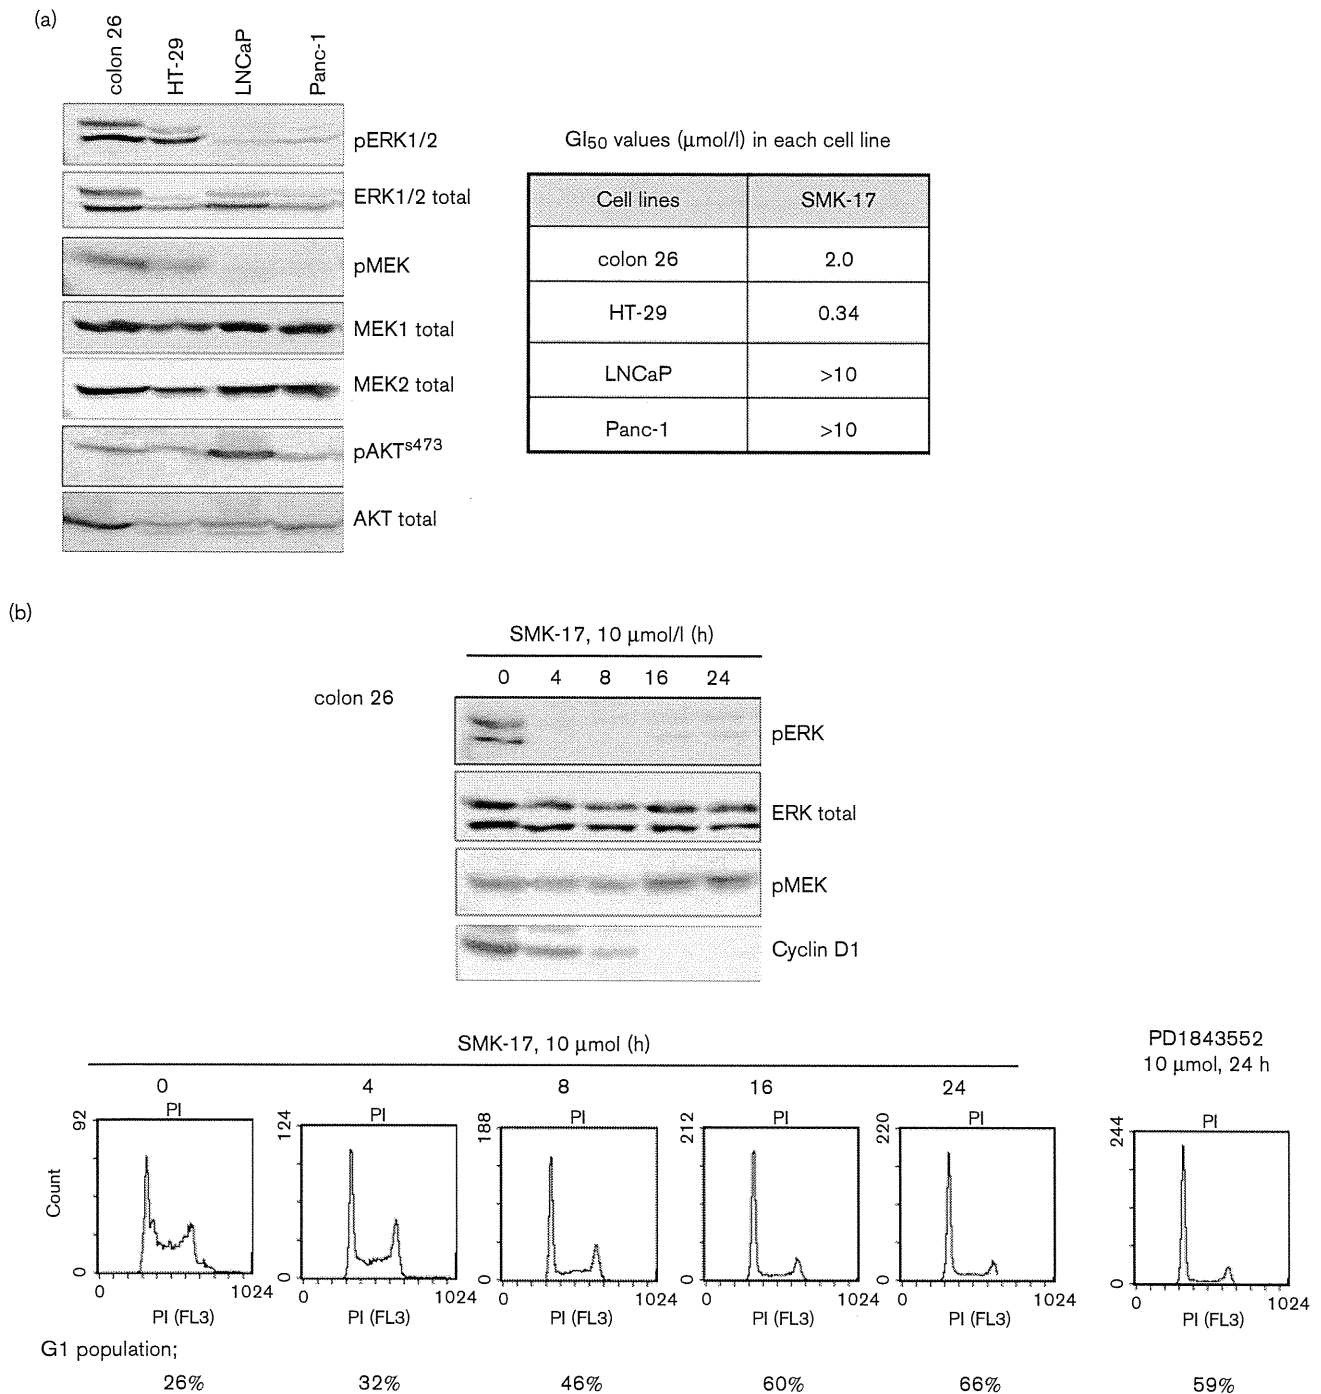 (a)
colon 26
HT-29
LNCaP
Panc-1
pERK1/2
ERK1/2 total
pMEK
MEK1 total
MEK2 total
pAKTs473
AKT total
GI50 values (μmol/l) in each cell line
Cell lines SMK-17
colon 26 2.0
HT-29 0.34
LNCaP >10
Panc-1 >10
(b)
SMK-17, 10 μmol/l (h)
0 4 8 16 24
colon 26
pERK
ERK total
pMEK
Cyclin D1
SMK-17, 10 μmol (h)
PD1843552
10 μmol, 24 h
0 4 8 16 24
PI PI PI PI PI PI
92 124 188 212 220 244
Count
0 0 0 0 0 0
0 1024 0 1024 0 1024 0 1024 0 1024 0 1024
PI (FL3) PI (FL3) PI (FL3) PI (FL3) PI (FL3) PI (FL3)
G1 population;
26% 32% 46% 60% 66% 59%